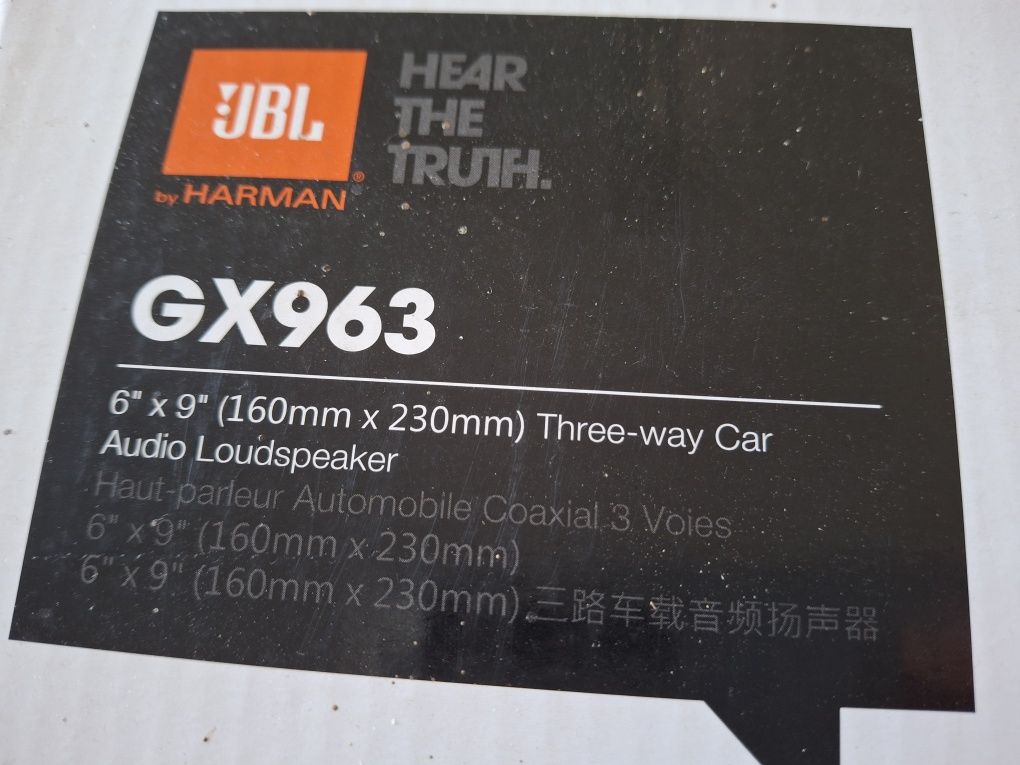 JBL
®
by HARMAN
HEAR
THE
TRUTH.
GX963
6" x 9" (160mm x 230mm) Three-way Car
Audio Loudspeaker
Haut-parleur Automobile Coaxial 3 Voies
6" x 9" (160mm x 230mm)
6" x 9" (160mm x 230mm) 三路车载音频扬声器